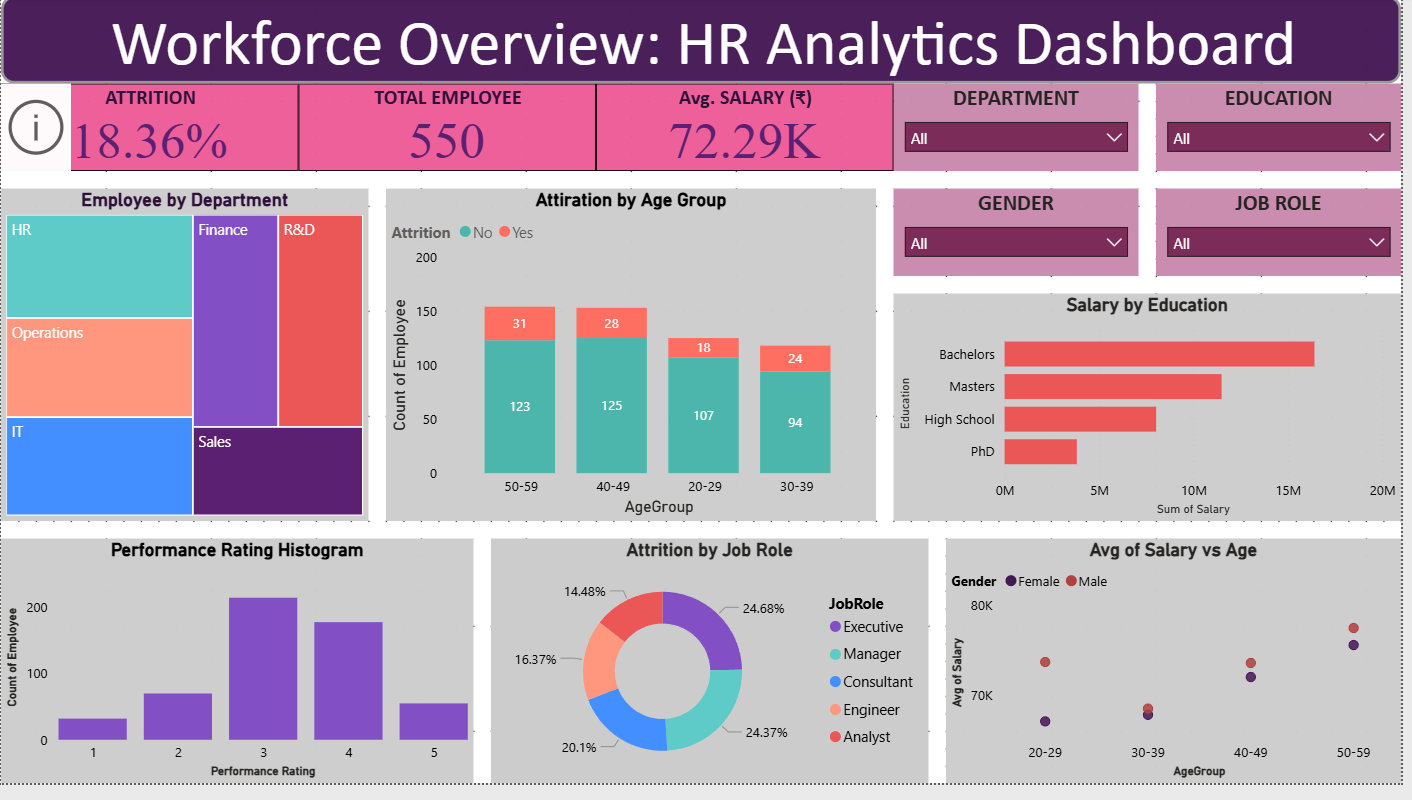 Workforce Overview: HR Analytics Dashboard
i
ATTRITION
18.36%
TOTAL EMPLOYEE
550
Avg. SALARY (₹)
72.29K
DEPARTMENT
All
EDUCATION
All
GENDER
All
JOB ROLE
All
Employee by Department
HR
Finance
R&D
Operations
IT
Sales
Attiration by Age Group
Attrition No Yes
Count of Employee
200
150
100
50
0
31
28
18
24
123
125
107
94
50-59 40-49 20-29 30-39
AgeGroup
Salary by Education
Education
Bachelors
Masters
High School
PhD
0M 5M 10M 15M 20M
Sum of Salary
Performance Rating Histogram
Count of Employee
200
100
0
1 2 3 4 5
Performance Rating
Attrition by Job Role
14.48%
24.68%
16.37%
20.1%
24.37%
JobRole
Executive
Manager
Consultant
Engineer
Analyst
Avg of Salary vs Age
Gender Female Male
Avg of Salary
80K
70K
20-29 30-39 40-49 50-59
AgeGroup